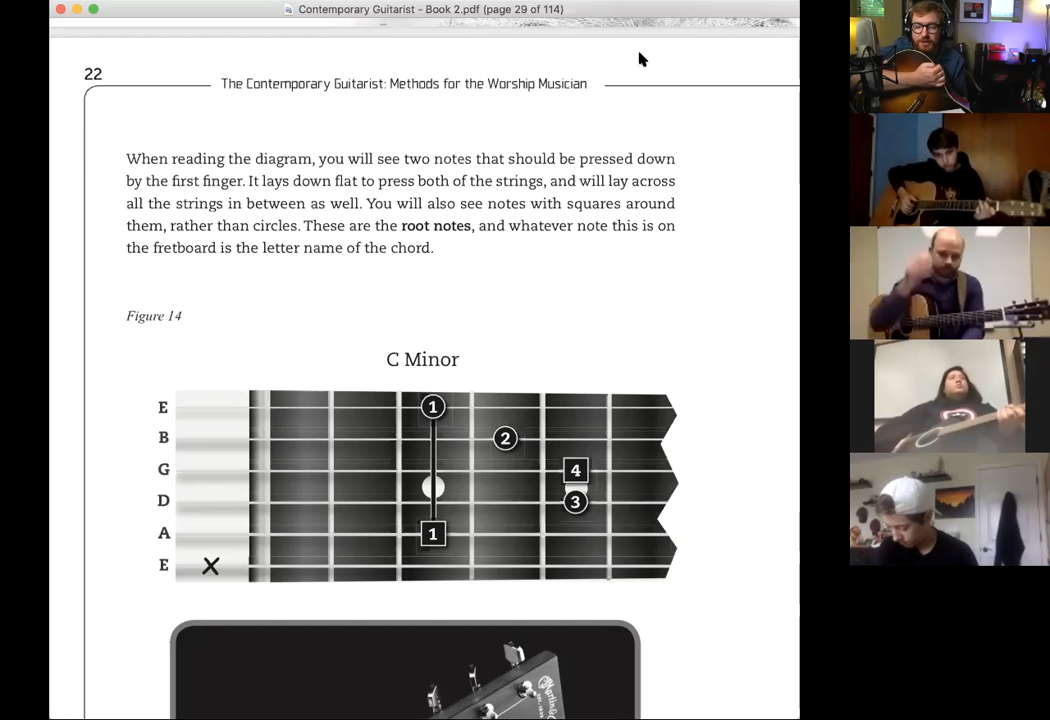 Contemporary Guitarist - Book 2.pdf (page 29 of 114)
22
The Contemporary Guitarist: Methods for the Worship Musician
When reading the diagram, you will see two notes that should be pressed down
by the first finger. It lays down flat to press both of the strings, and will lay across
all the strings in between as well. You will also see notes with squares around
them, rather than circles. These are the root notes, and whatever note this is on
the fretboard is the letter name of the chord.
Figure 14
C Minor
E 1
B 2
G 4
D 3
A 1
E X
Martin & Co